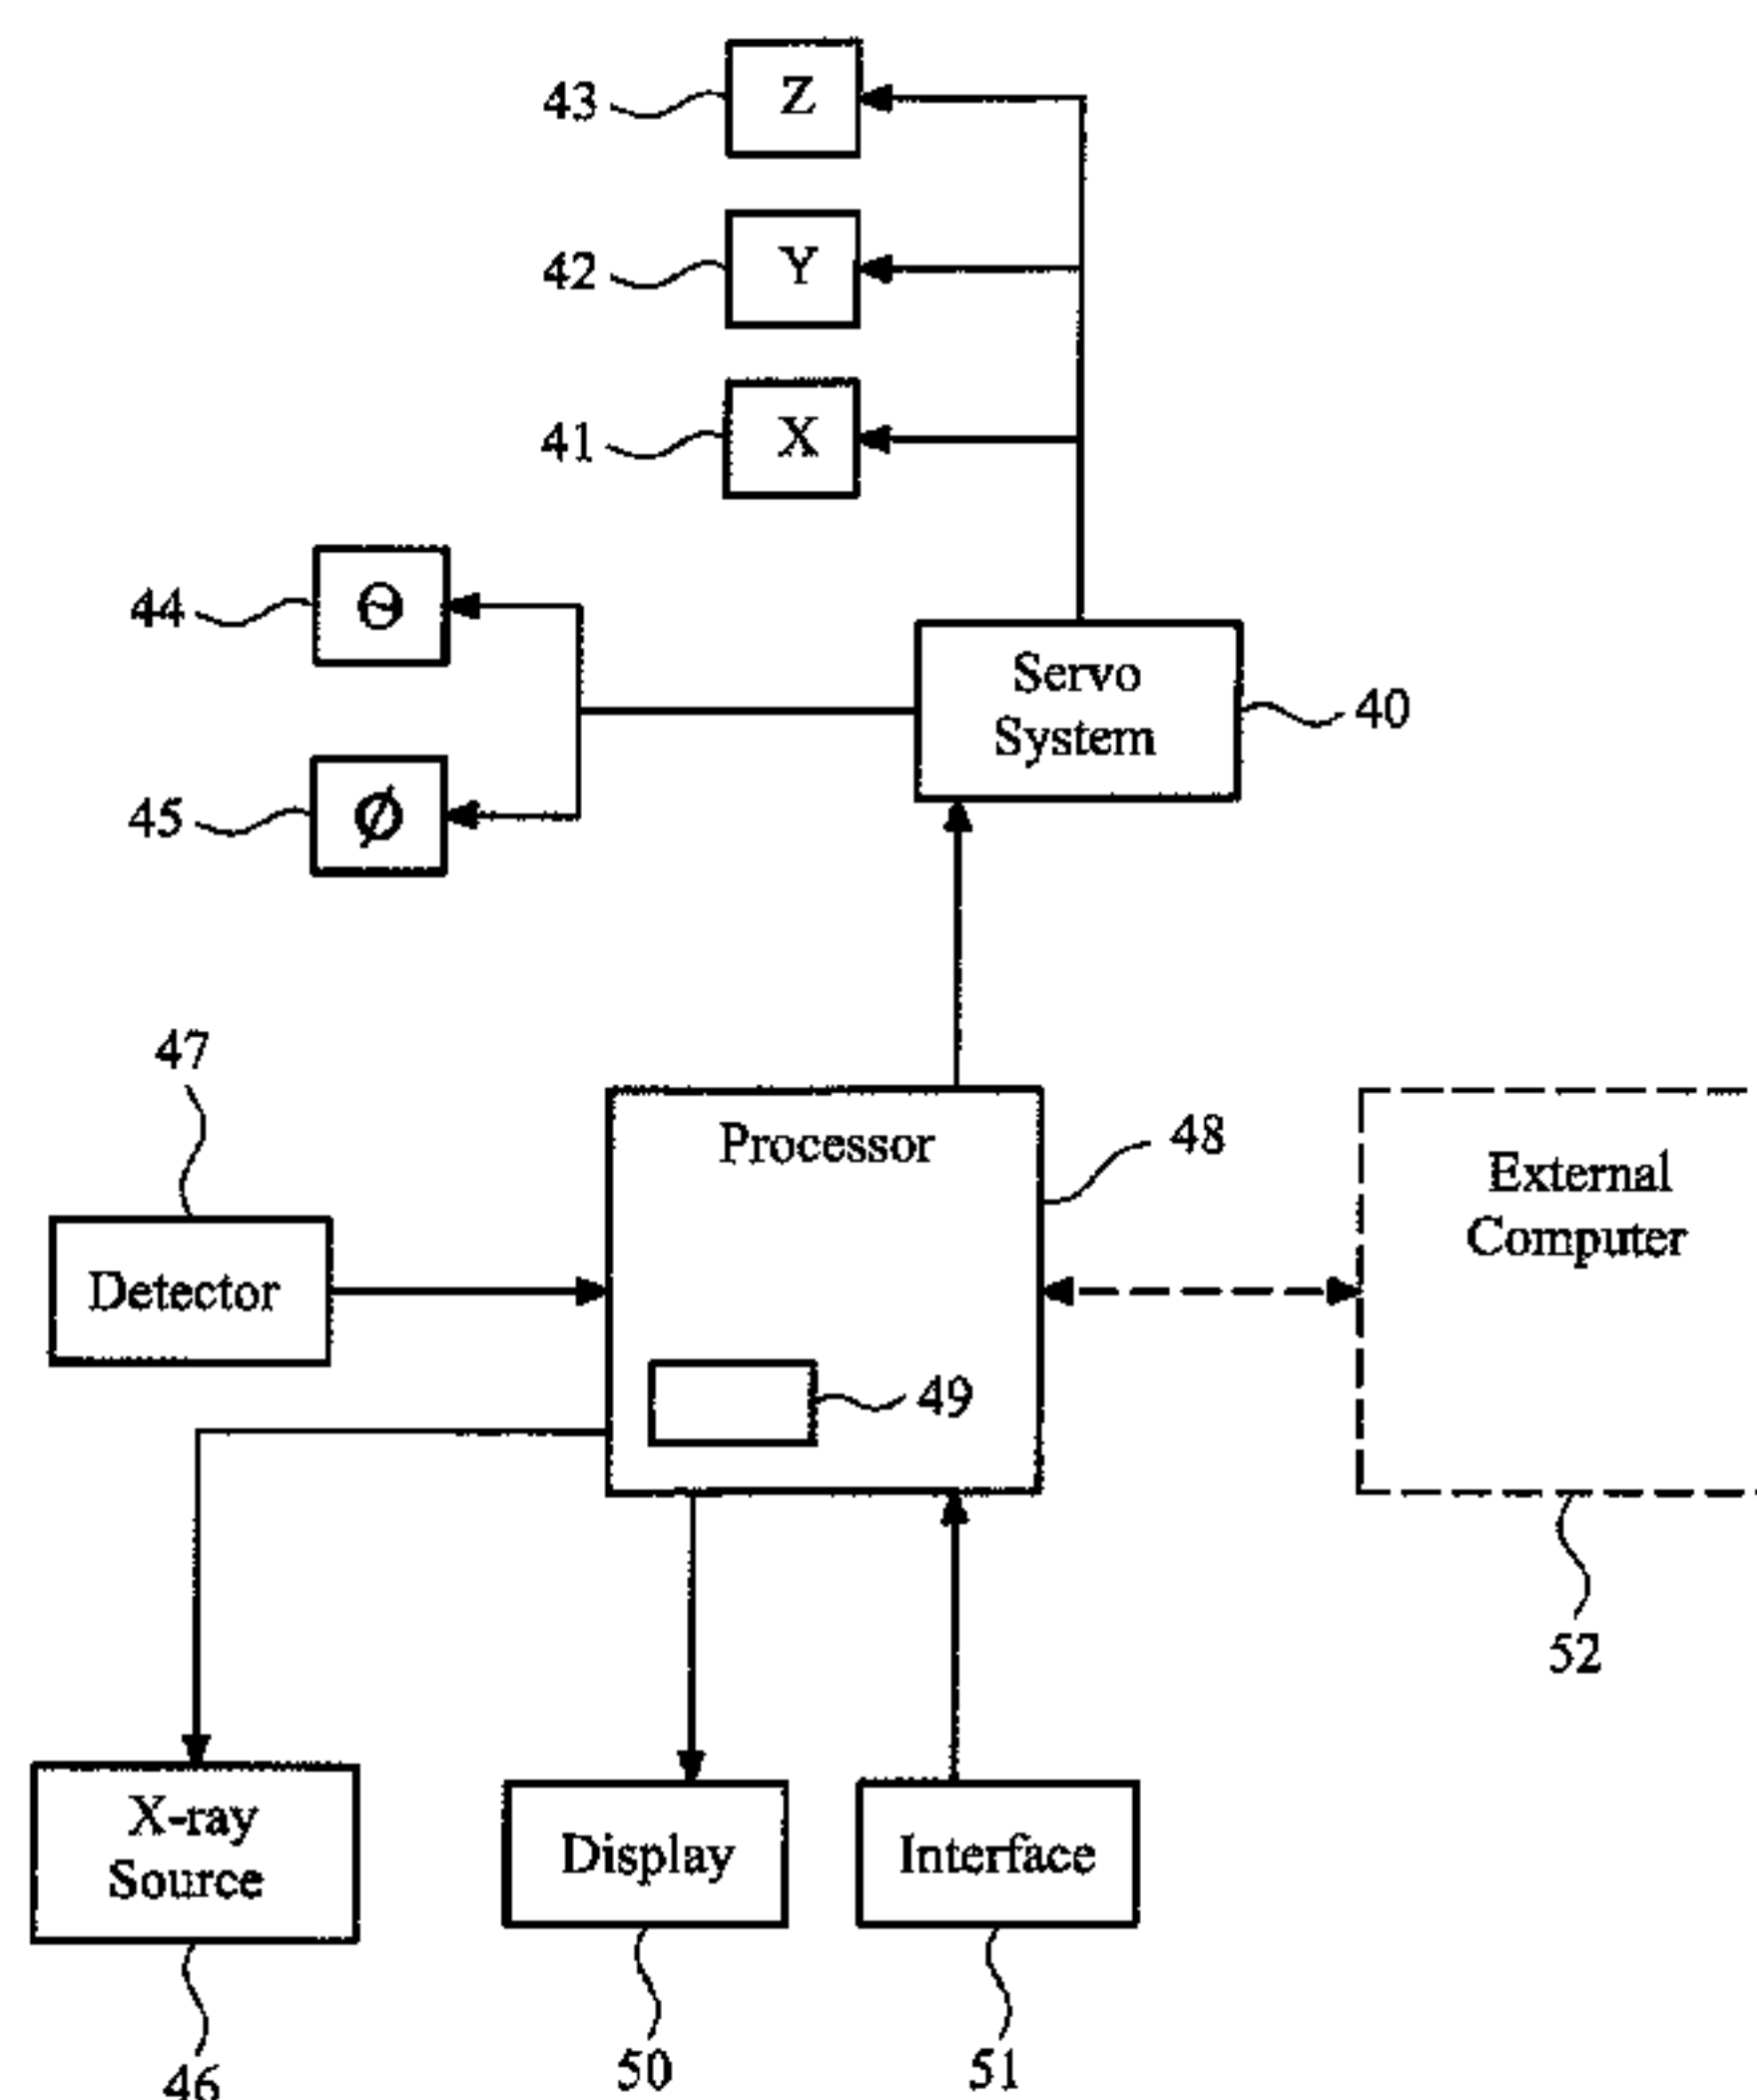 43
Z
42
Y
41
X
44
Θ
Servo
System
40
45
Ø
47
Processor
48
External
Computer
Detector
49
52
X-ray
Source
Display
Interface
46
50
51